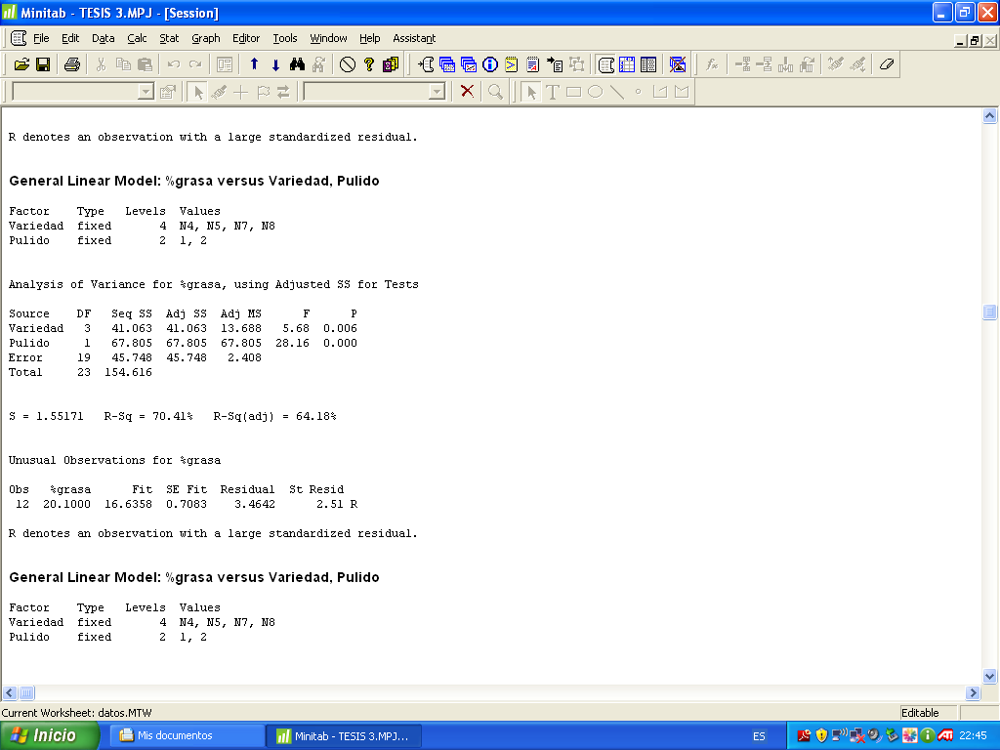 Minitab - TESIS 3.MPJ - [Session]
File Edit Data Calc Stat Graph Editor Tools Window Help Assistant
R denotes an observation with a large standardized residual.
General Linear Model: %grasa versus Variedad, Pulido
Factor Type Levels Values
Variedad fixed 4 N4, N5, N7, N8
Pulido fixed 2 1, 2
Analysis of Variance for %grasa, using Adjusted SS for Tests
Source DF Seq SS Adj SS Adj MS F P
Variedad 3 41.063 41.063 13.688 5.68 0.006
Pulido 1 67.805 67.805 67.805 28.16 0.000
Error 19 45.748 45.748 2.408
Total 23 154.616
S = 1.55171 R-Sq = 70.41% R-Sq(adj) = 64.18%
Unusual Observations for %grasa
Obs %grasa Fit SE Fit Residual St Resid
12 20.1000 16.6358 0.7083 3.4642 2.51 R
R denotes an observation with a large standardized residual.
General Linear Model: %grasa versus Variedad, Pulido
Factor Type Levels Values
Variedad fixed 4 N4, N5, N7, N8
Pulido fixed 2 1, 2
Current Worksheet: datos.MTW Editable
Inicio Mis documentos Minitab - TESIS 3.MPJ... ES 22:45